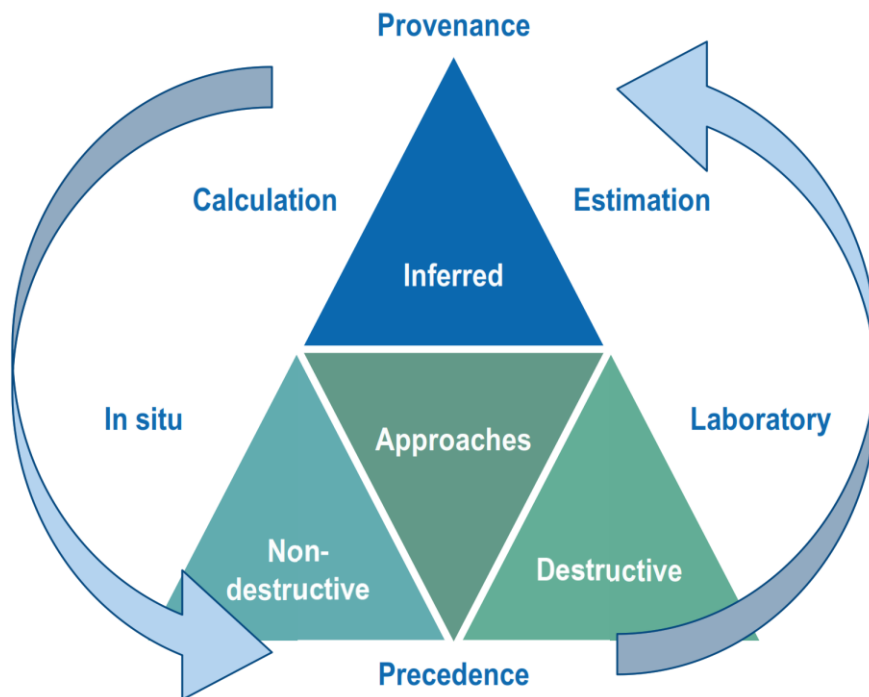 Provenance
Calculation
Estimation
Inferred
In situ
Approaches
Laboratory
Non-
destructive
Destructive
Precedence